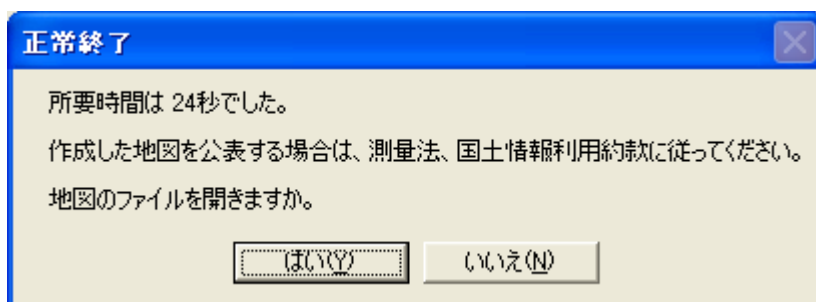 正常終了
所要時間は 24秒でした。
作成した地図を公表する場合は、測量法、国土情報利用約款に従ってください。
地図のファイルを開きますか。
はい(Y) いいえ(N)